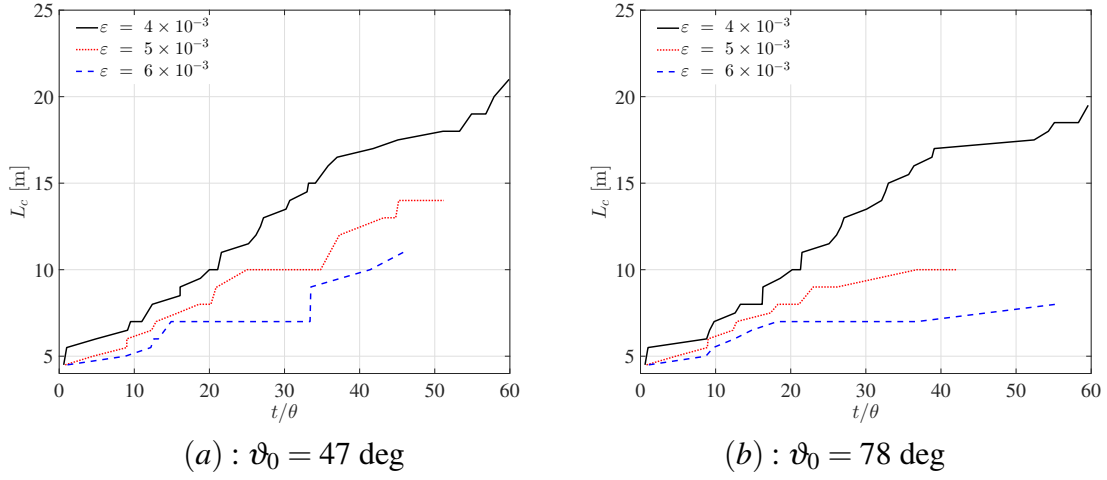 25
20
15
10
5
L_c [m]
ε = 4 × 10⁻³
ε = 5 × 10⁻³
ε = 6 × 10⁻³
0 10 20 30 40 50 60
t/θ
(a) : ϑ₀ = 47 deg
25
20
15
10
5
L_c [m]
ε = 4 × 10⁻³
ε = 5 × 10⁻³
ε = 6 × 10⁻³
0 10 20 30 40 50 60
t/θ
(b) : ϑ₀ = 78 deg